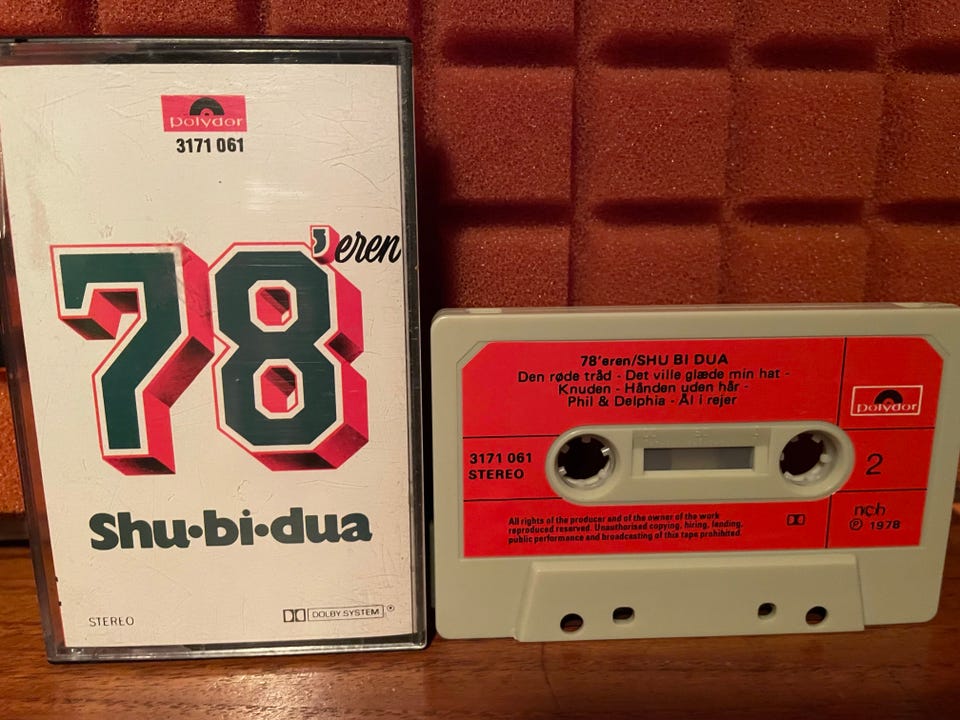 Polydor
3171 061
78'eren
Shu•bi•dua
STEREO
DOLBY SYSTEM
78'eren/SHU BI DUA
Den røde tråd - Det ville glæde min hat -
Knuden - Hånden uden hår -
Phil & Delphia - Ål i rejer
Polydor
3171 061
STEREO
2
All rights of the producer and of the owner of the work
reproduced reserved. Unauthorised copying, hiring, lending,
public performance and broadcasting of this tape prohibited.
n©b
℗ 1978